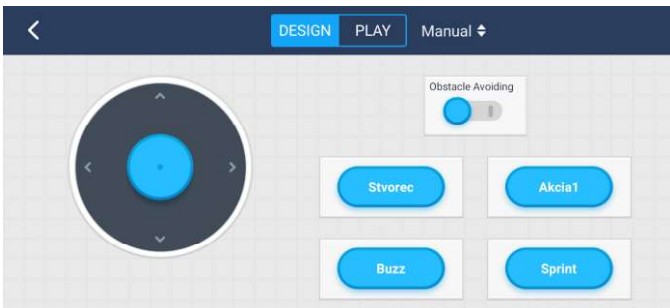 DESIGN PLAY Manual
Obstacle Avoiding
Stvorec Akcia1
Buzz Sprint